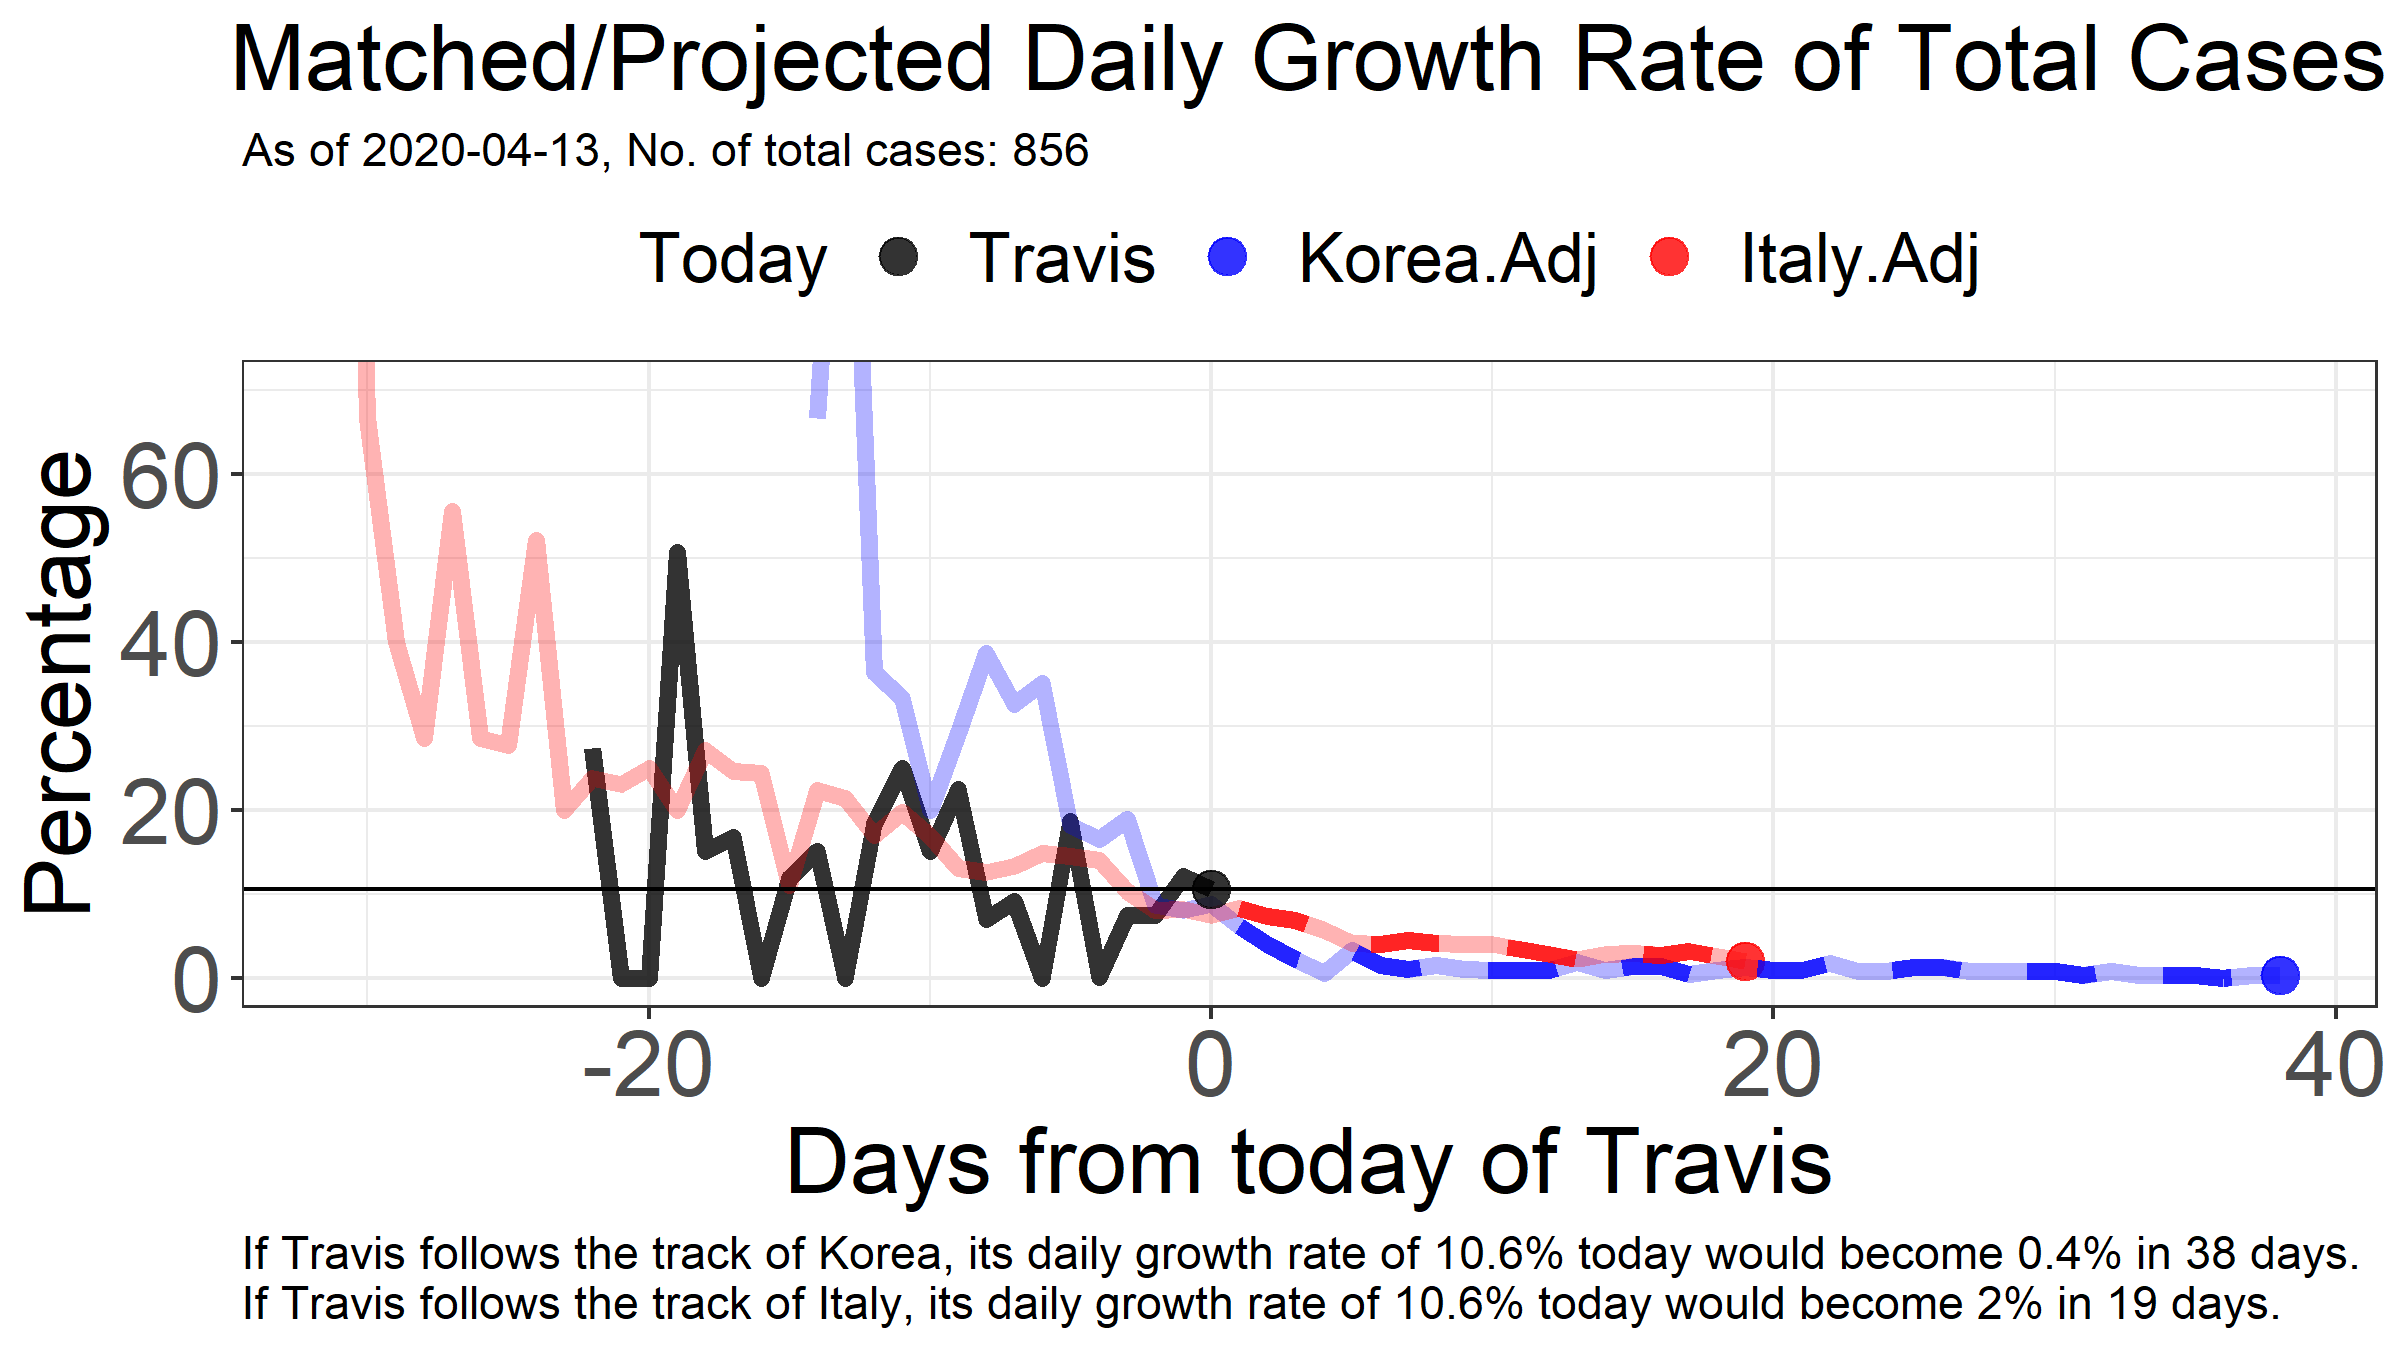 Matched/Projected Daily Growth Rate of Total Cases
As of 2020-04-13, No. of total cases: 856
Today Travis Korea.Adj Italy.Adj
Percentage
60
40
20
0
-20 0 20 40
Days from today of Travis
If Travis follows the track of Korea, its daily growth rate of 10.6% today would become 0.4% in 38 days.
If Travis follows the track of Italy, its daily growth rate of 10.6% today would become 2% in 19 days.